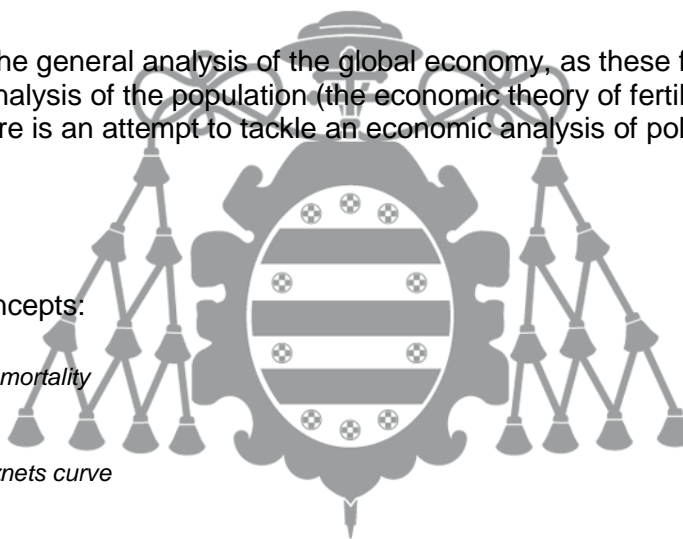 he general analysis of the global economy, as these f
nalysis of the population (the economic theory of fertil
re is an attempt to tackle an economic analysis of pol
ncepts:
mortality
nets curve